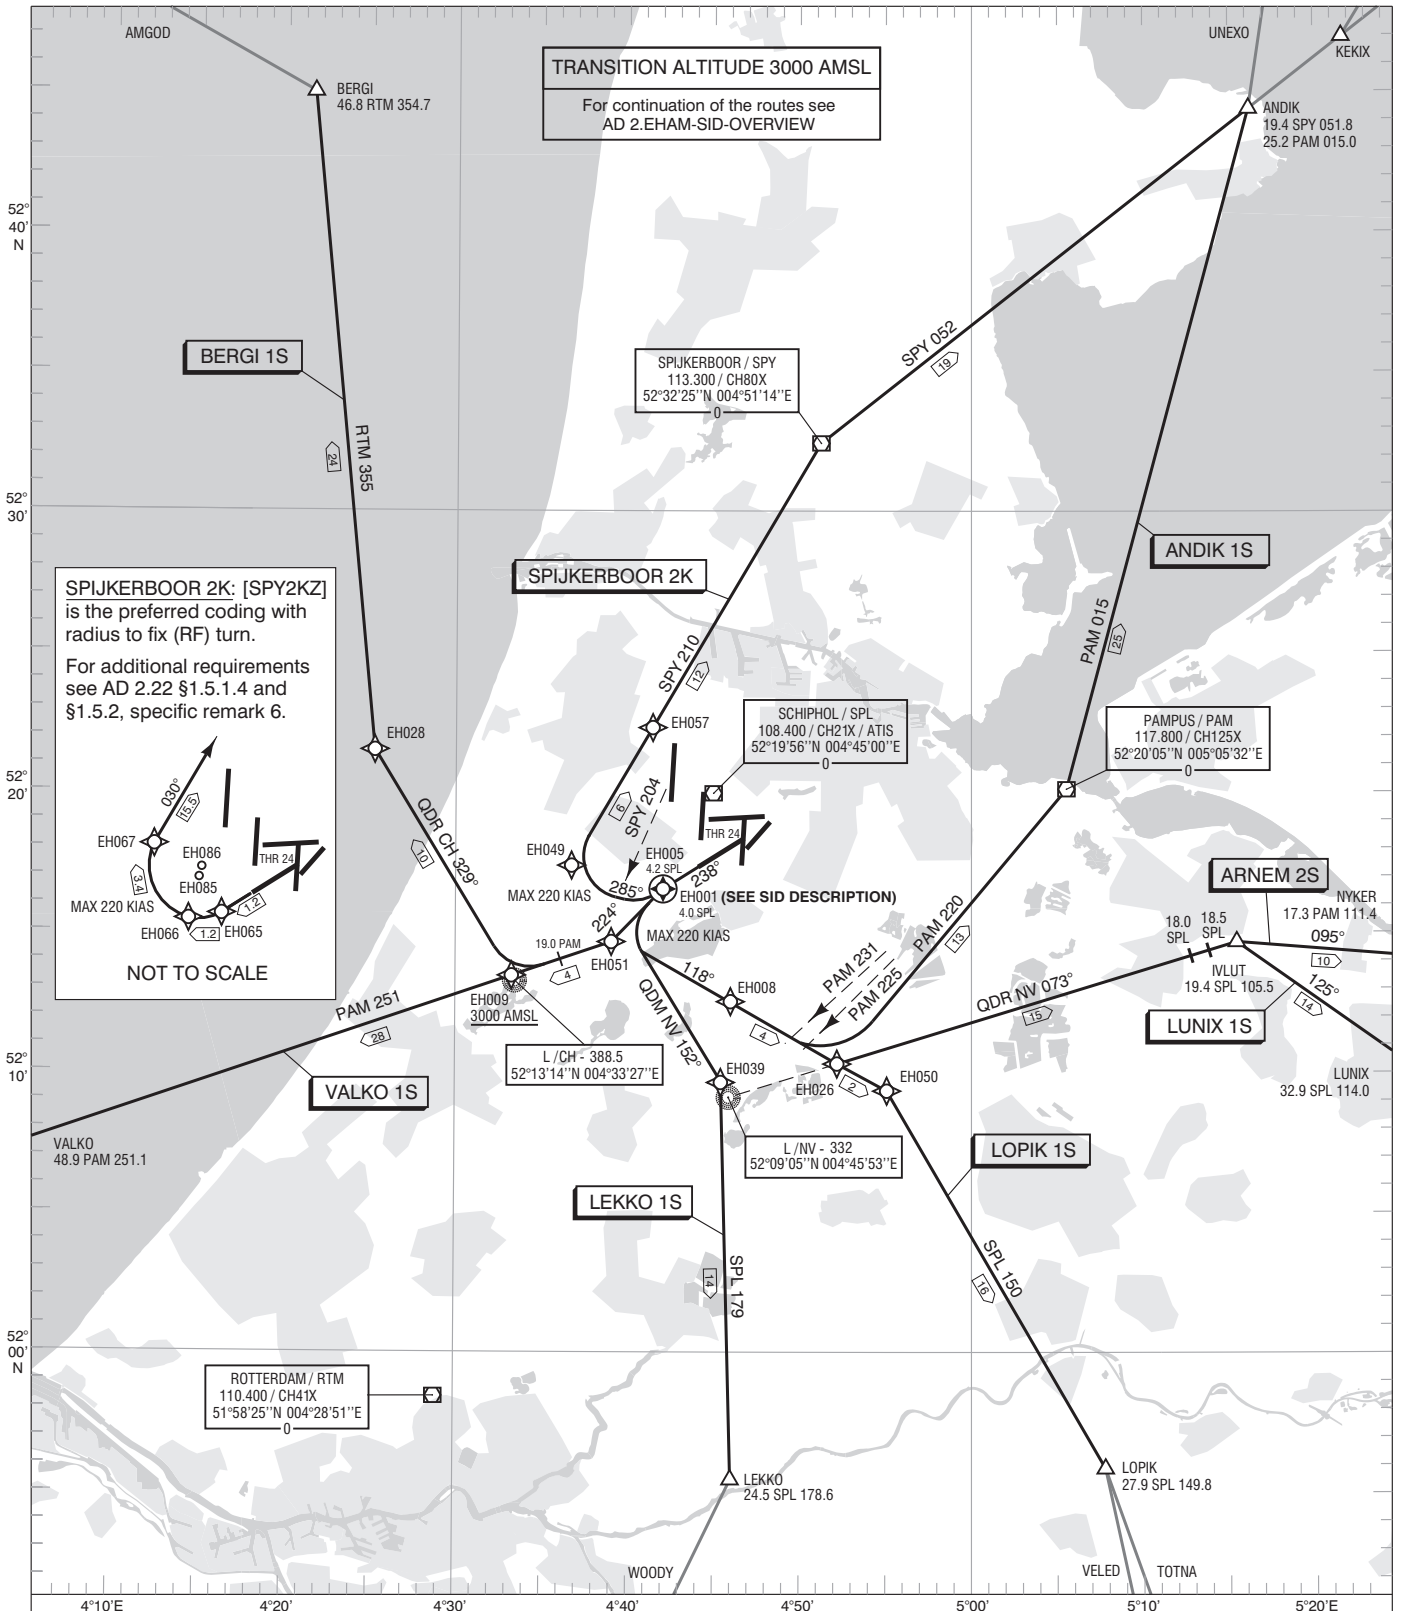 AMGOD
UNEXO
KEKIX
TRANSITION ALTITUDE 3000 AMSL
For continuation of the routes see
AD 2.EHAM-SID-OVERVIEW
BERGI
46.8 RTM 354.7
ANDIK
19.4 SPY 051.8
25.2 PAM 015.0
52°
40'
N
BERGI 1S
SPY 052
19
SPIJKERBOOR / SPY
113.300 / CH80X
52°32'25''N 004°51'14''E
0
RTM 355
24
52°
30'
ANDIK 1S
SPIJKERBOOR 2K
SPIJKERBOOR 2K: [SPY2KZ]
is the preferred coding with
radius to fix (RF) turn.
For additional requirements
see AD 2.22 §1.5.1.4 and
§1.5.2, specific remark 6.
030°
15.5
EH067
EH086
THR 24
EH085
3.4
MAX 220 KIAS
1.2
EH066
1.2
EH065
NOT TO SCALE
PAM 015
25
SPY 210
12
EH057
SCHIPHOL / SPL
108.400 / CH21X / ATIS
52°19'56''N 004°45'00''E
0
PAMPUS / PAM
117.800 / CH125X
52°20'05''N 005°05'32''E
0
EH028
52°
20'
QDR CH 329°
10
6
SPY 204
THR 24
EH049
EH005
4.2 SPL
MAX 220 KIAS
285°
238°
EH001 (SEE SID DESCRIPTION)
4.0 SPL
ARNEM 2S
NYKER
17.3 PAM 111.4
224°
MAX 220 KIAS
PAM 220
13
18.0
SPL
18.5
SPL
095°
10
19.0 PAM
4
EH051
118°
PAM 231
PAM 225
IVLUT
19.4 SPL 105.5
125°
14
EH009
3000 AMSL
PAM 251
28
QDM NV 152°
EH008
4
QDR NV 073°
15
LUNIX 1S
52°
10'
L /CH - 388.5
52°13'14''N 004°33'27''E
EH039
EH026
2
EH050
LUNIX
32.9 SPL 114.0
VALKO 1S
VALKO
48.9 PAM 251.1
L /NV - 332
52°09'05''N 004°45'53''E
LOPIK 1S
LEKKO 1S
SPL 179
14
SPL 150
16
52°
00'
N
ROTTERDAM / RTM
110.400 / CH41X
51°58'25''N 004°28'51''E
0
LEKKO
24.5 SPL 178.6
LOPIK
27.9 SPL 149.8
WOODY
VELED
TOTNA
4°10'E
4°20'
4°30'
4°40'
4°50'
5°00'
5°10'
5°20'E